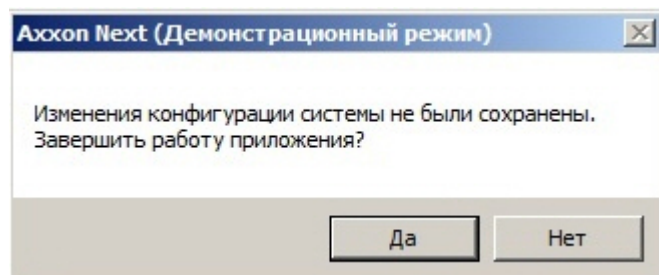 Axxon Next (Демонстрационный режим)
Изменения конфигурации системы не были сохранены.
Завершить работу приложения?
Да
Нет